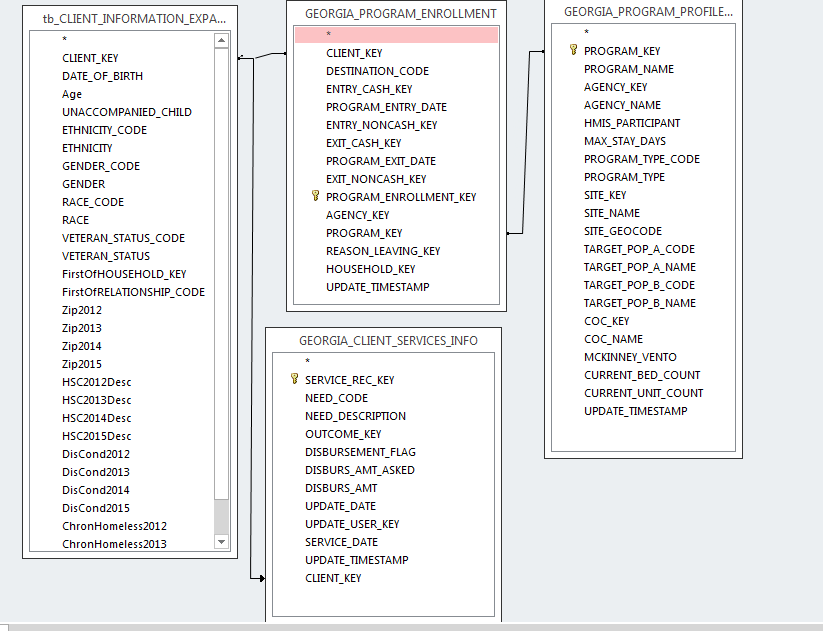 tb_CLIENT_INFORMATION_EXPA...
*
CLIENT_KEY
DATE_OF_BIRTH
Age
UNACCOMPANIED_CHILD
ETHNICITY_CODE
ETHNICITY
GENDER_CODE
GENDER
RACE_CODE
RACE
VETERAN_STATUS_CODE
VETERAN_STATUS
FirstOfHOUSEHOLD_KEY
FirstOfRELATIONSHIP_CODE
Zip2012
Zip2013
Zip2014
Zip2015
HSC2012Desc
HSC2013Desc
HSC2014Desc
HSC2015Desc
DisCond2012
DisCond2013
DisCond2014
DisCond2015
ChronHomeless2012
ChronHomeless2013
GEORGIA_PROGRAM_ENROLLMENT
*
CLIENT_KEY
DESTINATION_CODE
ENTRY_CASH_KEY
PROGRAM_ENTRY_DATE
ENTRY_NONCASH_KEY
EXIT_CASH_KEY
PROGRAM_EXIT_DATE
EXIT_NONCASH_KEY
PROGRAM_ENROLLMENT_KEY
AGENCY_KEY
PROGRAM_KEY
REASON_LEAVING_KEY
HOUSEHOLD_KEY
UPDATE_TIMESTAMP
GEORGIA_CLIENT_SERVICES_INFO
*
SERVICE_REC_KEY
NEED_CODE
NEED_DESCRIPTION
OUTCOME_KEY
DISBURSEMENT_FLAG
DISBURS_AMT_ASKED
DISBURS_AMT
UPDATE_DATE
UPDATE_USER_KEY
SERVICE_DATE
UPDATE_TIMESTAMP
CLIENT_KEY
GEORGIA_PROGRAM_PROFILE...
*
PROGRAM_KEY
PROGRAM_NAME
AGENCY_KEY
AGENCY_NAME
HMIS_PARTICIPANT
MAX_STAY_DAYS
PROGRAM_TYPE_CODE
PROGRAM_TYPE
SITE_KEY
SITE_NAME
SITE_GEOCODE
TARGET_POP_A_CODE
TARGET_POP_A_NAME
TARGET_POP_B_CODE
TARGET_POP_B_NAME
COC_KEY
COC_NAME
MCKINNEY_VENTO
CURRENT_BED_COUNT
CURRENT_UNIT_COUNT
UPDATE_TIMESTAMP